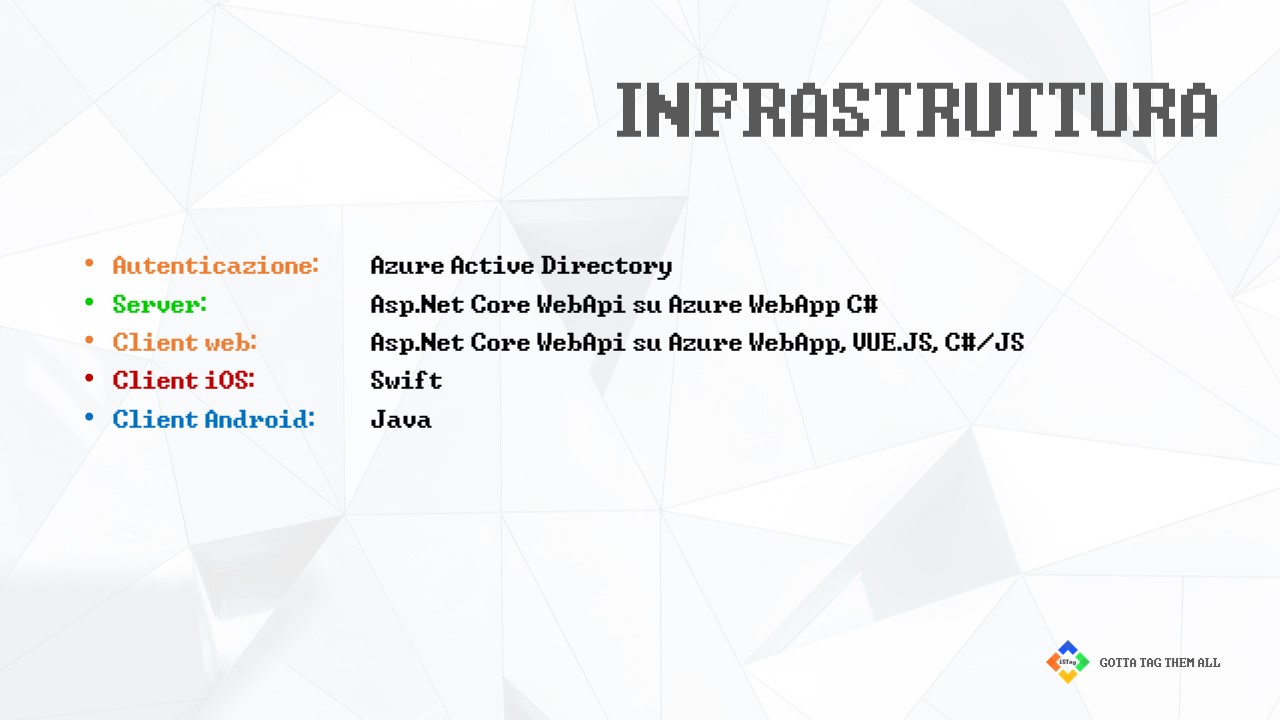 INFRASTRUTTURA
• Autenticazione: Azure Active Directory
• Server: Asp.Net Core WebApi su Azure WebApp C#
• Client web: Asp.Net Core WebApi su Azure WebApp, VUE.JS, C#/JS
• Client iOS: Swift
• Client Android: Java
GOTTA TAG THEM ALL